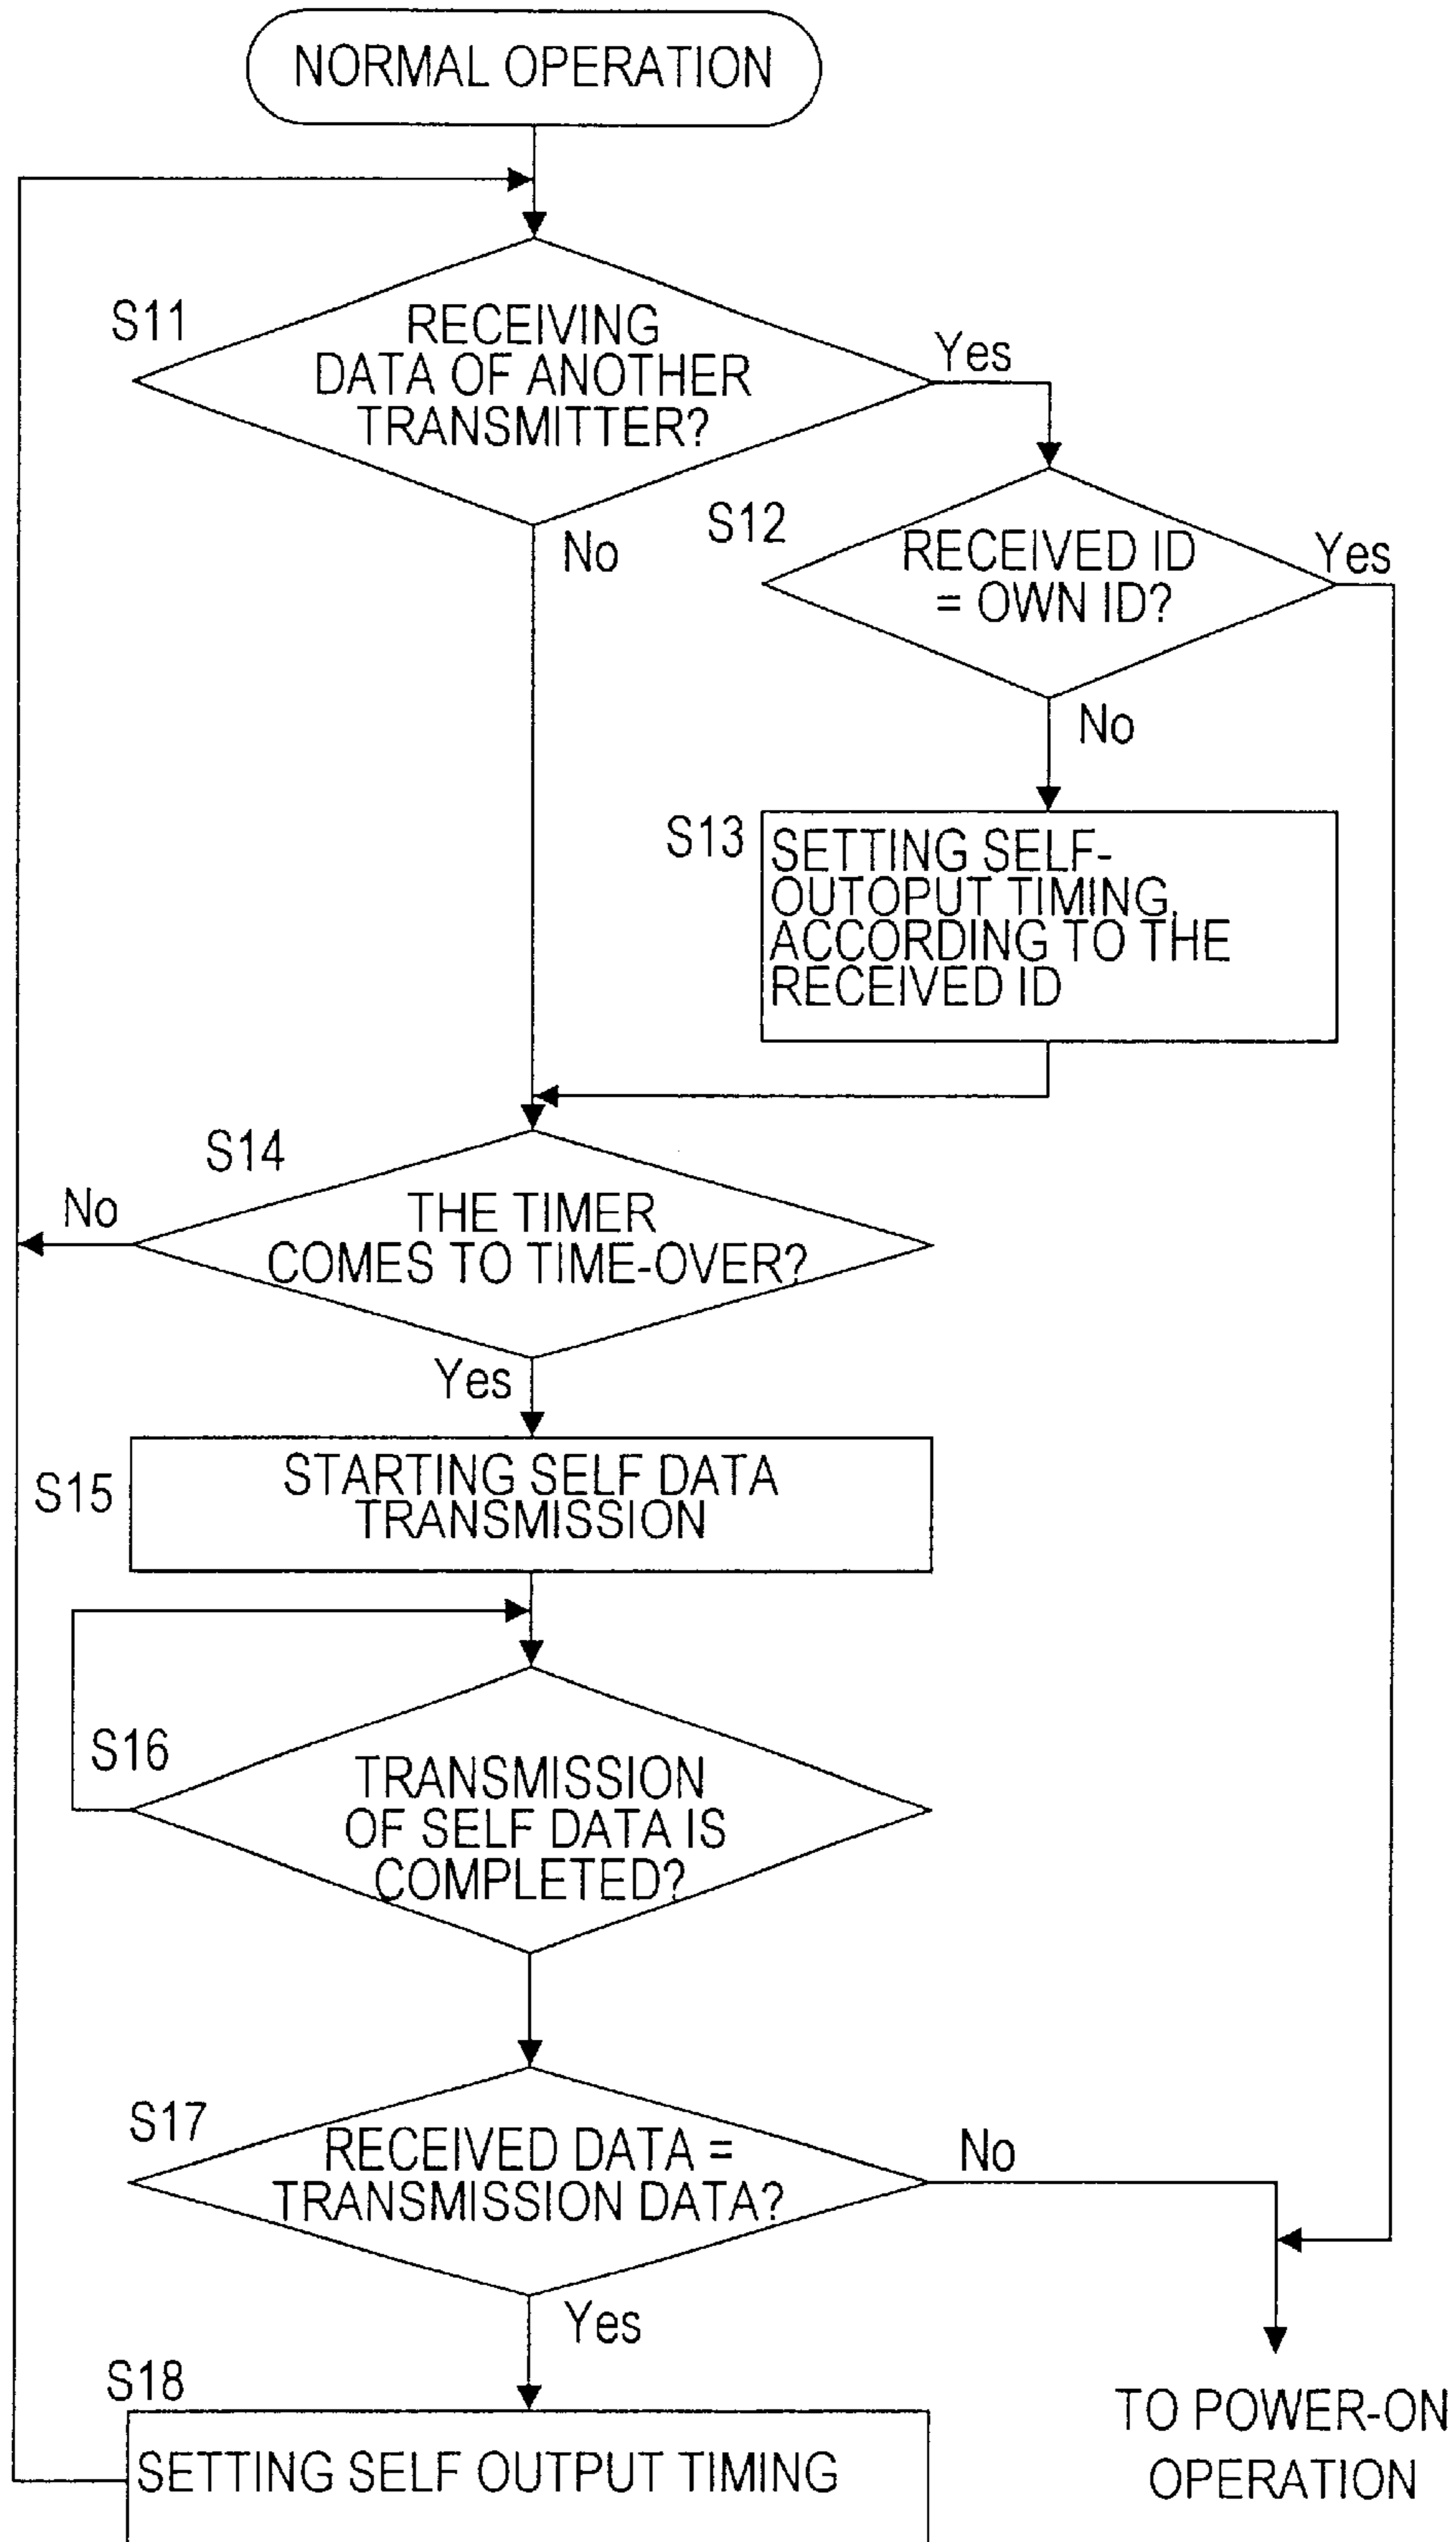 NORMAL OPERATION
S11
RECEIVING
DATA OF ANOTHER
TRANSMITTER?
Yes
No
S12
RECEIVED ID
= OWN ID?
Yes
No
S13
SETTING SELF-
OUTOPUT TIMING,
ACCORDING TO THE
RECEIVED ID
S14
No
THE TIMER
COMES TO TIME-OVER?
Yes
S15
STARTING SELF DATA
TRANSMISSION
S16
TRANSMISSION
OF SELF DATA IS
COMPLETED?
S17
RECEIVED DATA =
TRANSMISSION DATA?
No
Yes
S18
SETTING SELF OUTPUT TIMING
TO POWER-ON
OPERATION